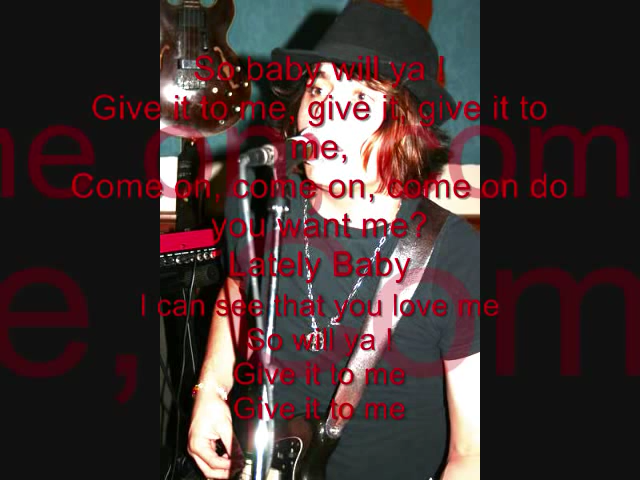 So baby will ya I
Give it to me, give it, give it to
me,
Come on, come on, come on do
you want me?
Lately Baby
I can see that you love me
So will ya I
Give it to me
Give it to me